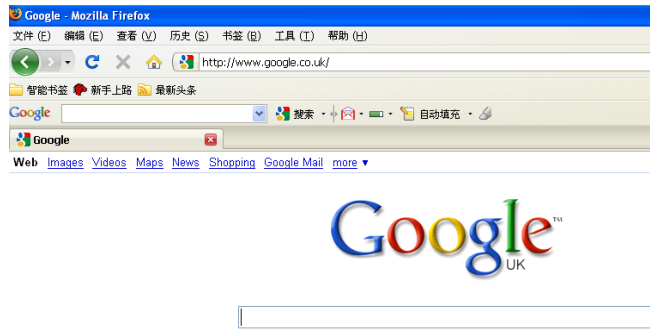 Google - Mozilla Firefox
文件(F) 编辑(E) 查看(V) 历史(S) 书签(B) 工具(T) 帮助(H)
http://www.google.co.uk/
智能书签 新手上路 最新头条
Google 搜索 自动填充
Google
Web Images Videos Maps News Shopping Google Mail more ▼
Google™
UK